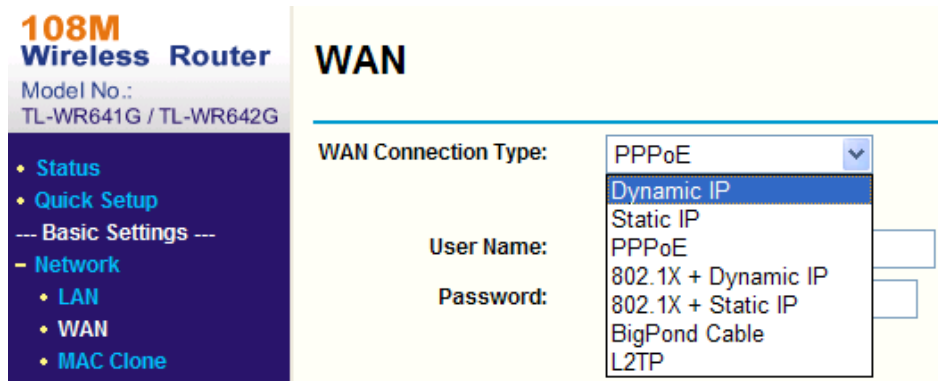 108M
Wireless Router
Model No.:
TL-WR641G / TL-WR642G
• Status
• Quick Setup
--- Basic Settings ---
– Network
• LAN
• WAN
• MAC Clone
WAN
WAN Connection Type:
PPPoE
Dynamic IP
Static IP
PPPoE
802.1X + Dynamic IP
802.1X + Static IP
BigPond Cable
L2TP
User Name:
Password: